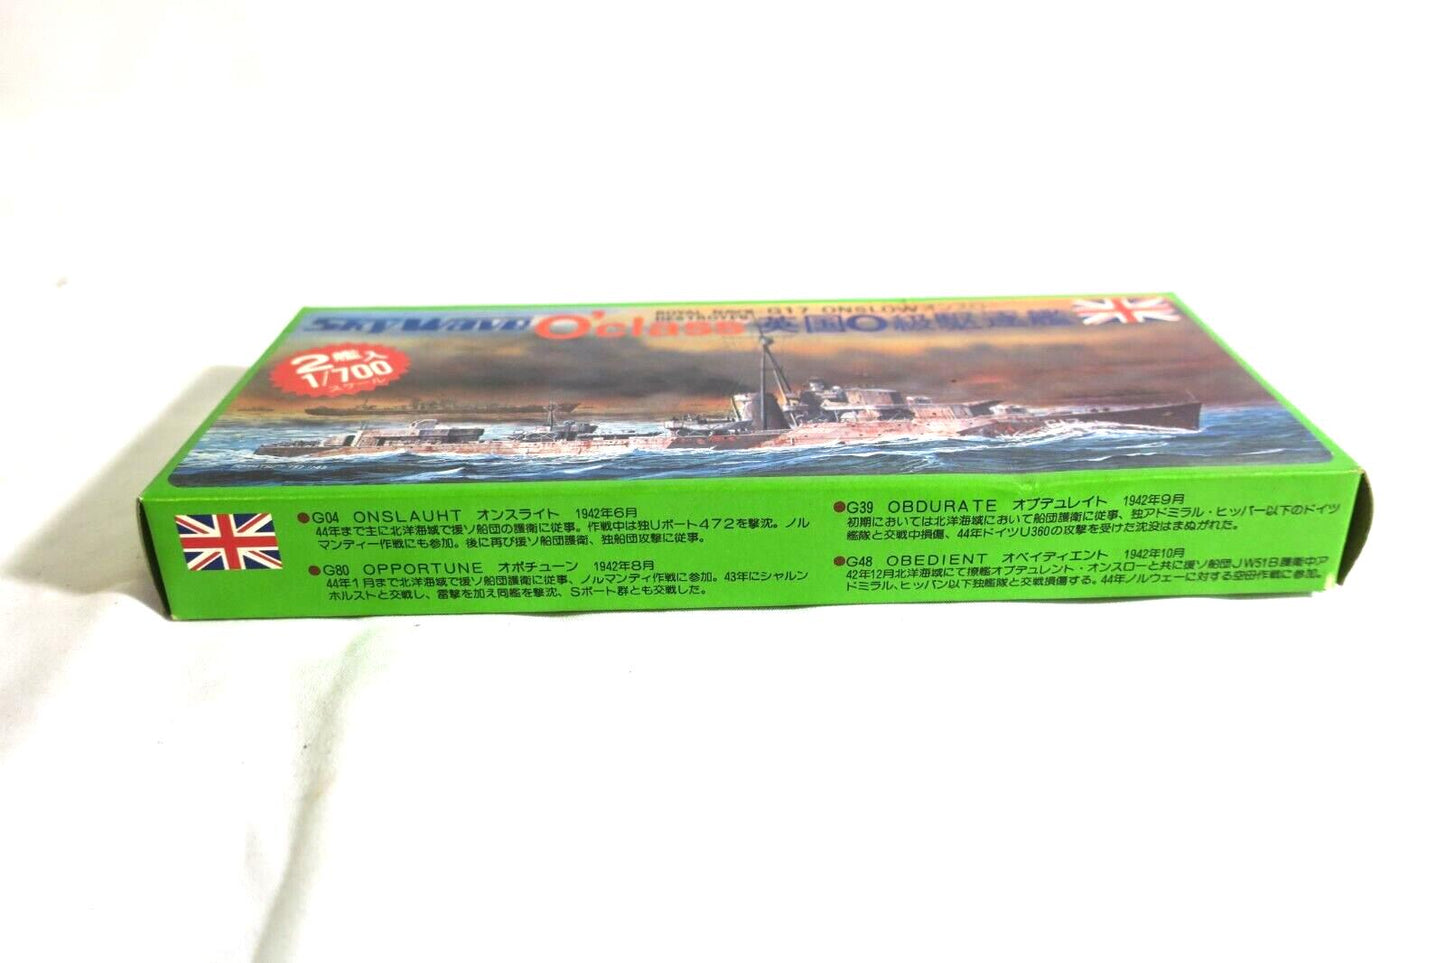 SkyWave
O'class
ROYAL NAVY
DESTROYER
G17 ONSLOW オンスロー
英国O級駆逐艦
2艦入
1/700
スケール
●G04 ONSLAUHT オンスライト 1942年6月
44年まで主に北洋海域で援ソ船団の護衛に従事。作戦中は独Uボート472を撃沈。ノル
マンディー作戦にも参加。後に再び援ソ船団護衛、独船団攻撃に従事。
●G80 OPPORTUNE オポチューン 1942年8月
44年1月まで北洋海域で援ソ船団護衛に従事、ノルマンディ作戦に参加。43年にシャルン
ホルストと交戦し、雷撃を加え同艦を撃沈、Sボート群とも交戦した。
●G39 OBDURATE オブデュレイト 1942年9月
初期においては北洋海域において船団護衛に従事、独アドミラル・ヒッパー以下のドイツ
艦隊と交戦中損傷、44年ドイツU360の攻撃を受けた沈没はまぬがれた。
●G48 OBEDIENT オベイディエント 1942年10月
42年12月北洋海域にて僚艦オブデュレント・オンスローと共に援ソ船団JW51B護衛中ア
ドミラル、ヒッパン以下独艦隊と交戦損傷する。44年ノルウェーに対する空母作戦に参加。